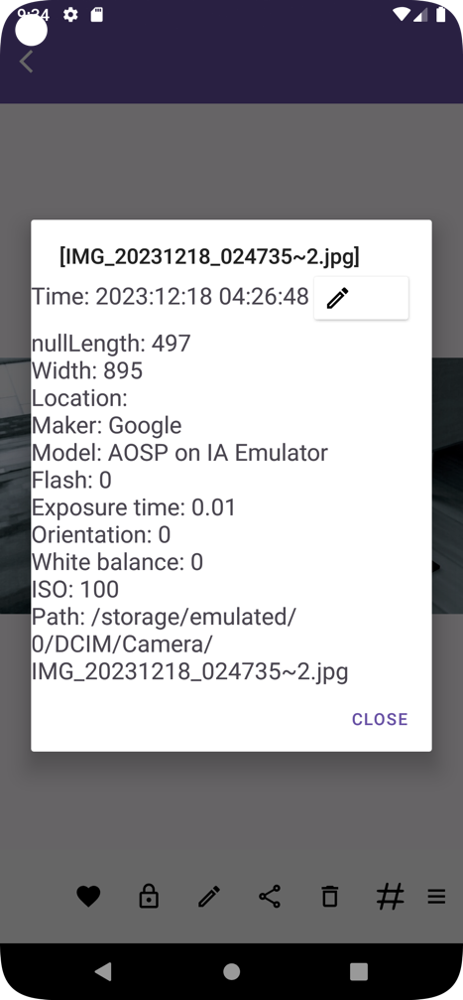 9:34
[IMG_20231218_024735~2.jpg]
Time: 2023:12:18 04:26:48
nullLength: 497
Width: 895
Location:
Maker: Google
Model: AOSP on IA Emulator
Flash: 0
Exposure time: 0.01
Orientation: 0
White balance: 0
ISO: 100
Path: /storage/emulated/
0/DCIM/Camera/
IMG_20231218_024735~2.jpg
CLOSE
#